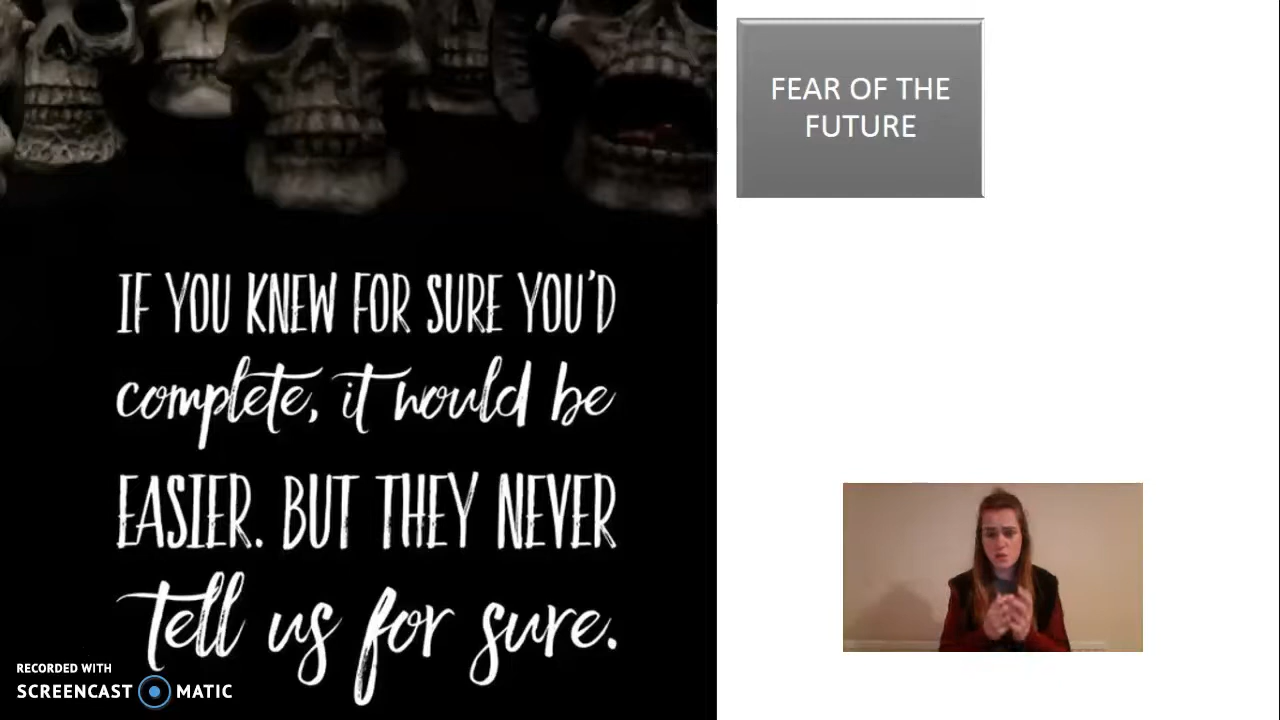 IF YOU KNEW FOR SURE YOU'D
complete, it would be
EASIER. BUT THEY NEVER
tell us for sure.
FEAR OF THE
FUTURE
RECORDED WITH
SCREENCAST MATIC